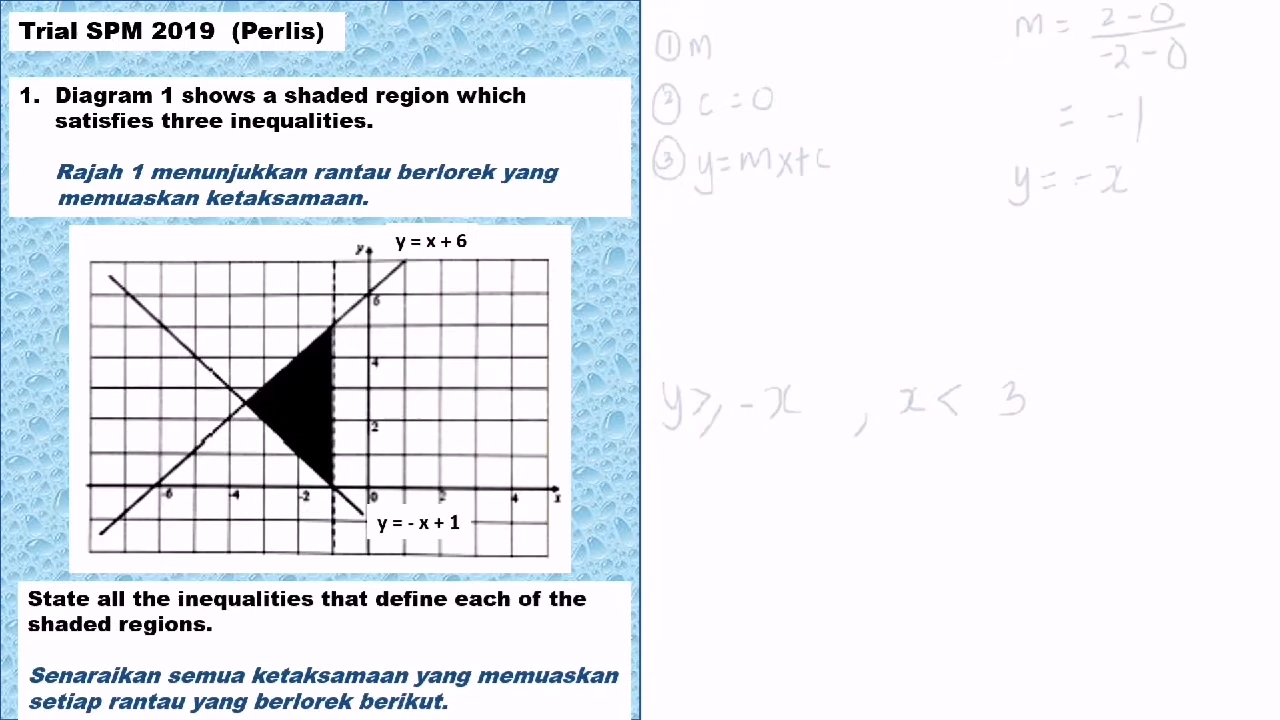 Trial SPM 2019 (Perlis)
1. Diagram 1 shows a shaded region which
satisfies three inequalities.
Rajah 1 menunjukkan rantau berlorek yang
memuaskan ketaksamaan.
y
y = x + 6
6
4
2
-6 -4 -2 0 2 4 x
y = - x + 1
State all the inequalities that define each of the
shaded regions.
Senaraikan semua ketaksamaan yang memuaskan
setiap rantau yang berlorek berikut.
① m
② c = 0
③ y = mx + c
m = 2 - 0
-2 - 0
= -1
y = -x
y ≥ -x , x < 3